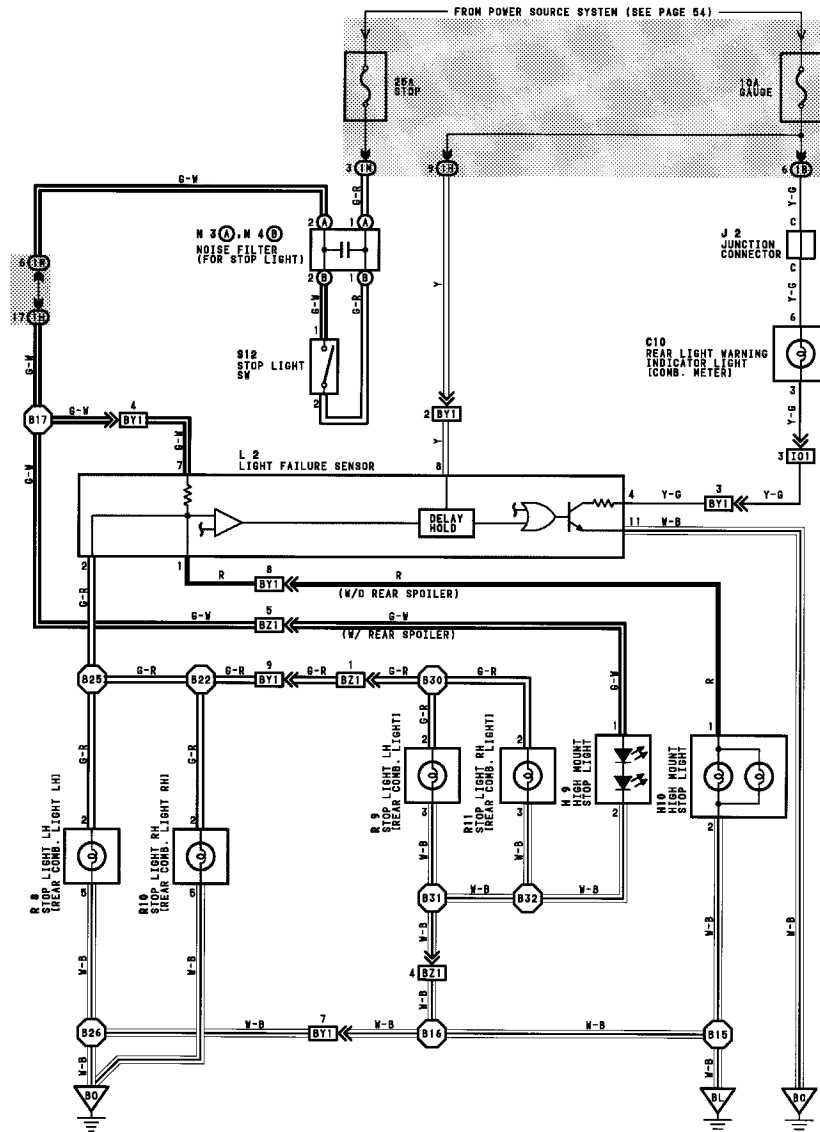 FROM POWER SOURCE SYSTEM (SEE PAGE 54)
25A
STOP
10A
GAUGE
3 1M
9 1H
6 1B
G-W
G-R
Y-G
2 A
1 A
N 3 A, N 4 B
NOISE FILTER
(FOR STOP LIGHT)
C
J 2
JUNCTION
CONNECTOR
C
2 B
1 B
Y-G
17 1H
G-W
G-R
Y
6
1
S12
STOP LIGHT
SW
2
C10
REAR LIGHT WARNING
INDICATOR LIGHT
[COMB. METER]
3
G-W
B17
G-W
4
BY1
2 BY1
Y-G
G-W
G-W
Y
3 IO1
7
L 2
LIGHT FAILURE SENSOR
8
DELAY
HOLD
4
Y-G
3
BY1
Y-G
11
W-B
2
1
G-R
R
8
BY1
R
(W/O REAR SPOILER)
G-W
5
BZ1
G-W
(W/ REAR SPOILER)
B25
G-R
B22
G-R
9
BY1
G-R
1
BZ1
G-R
B30
G-R
G-W
R
G-R
G-R
G-R
2
2
1
1
R 9
STOP LIGHT LH
[REAR COMB. LIGHT]
R11
STOP LIGHT RH
[REAR COMB. LIGHT]
H 9
HIGH MOUNT
STOP LIGHT
H10
HIGH MOUNT
STOP LIGHT
3
3
2
2
2
2
R 8
STOP LIGHT LH
[REAR COMB. LIGHT LH]
R10
STOP LIGHT RH
[REAR COMB. LIGHT RH]
5
5
W-B
W-B
B31
W-B
B32
W-B
W-B
W-B
W-B
W-B
W-B
4 BZ1
W-B
B26
W-B
7
BY1
W-B
B16
W-B
B15
W-B
W-B
BO
BL
BO